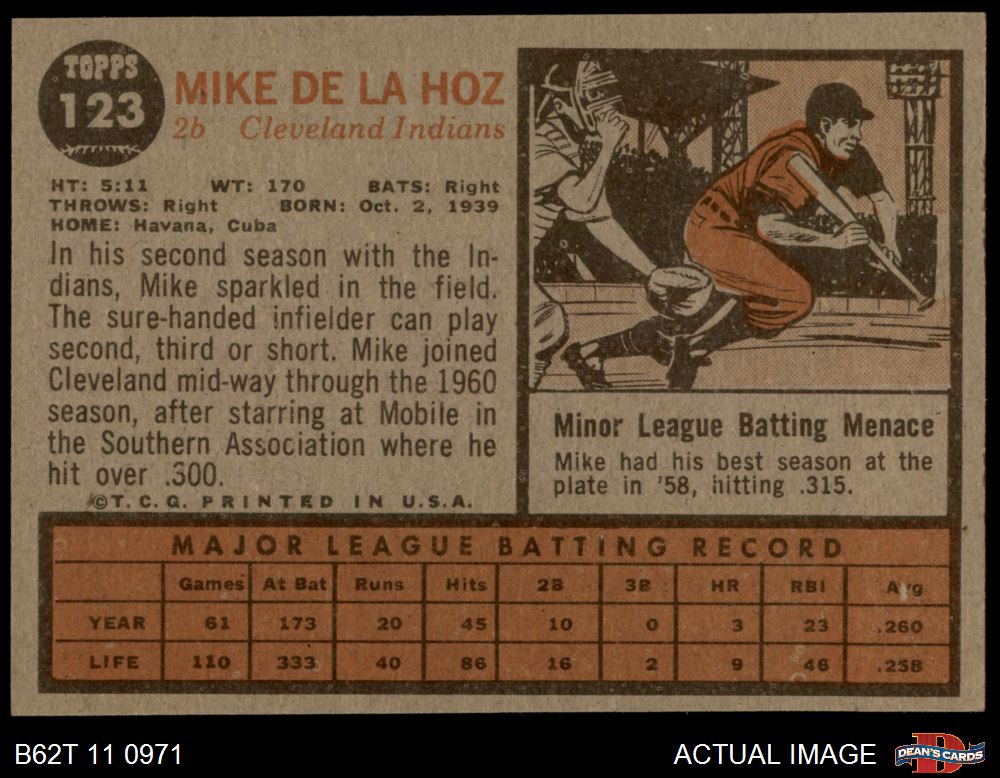 TOPPS
123
MIKE DE LA HOZ
2b Cleveland Indians
HT: 5:11 WT: 170 BATS: Right
THROWS: Right BORN: Oct. 2, 1939
HOME: Havana, Cuba
In his second season with the In-
dians, Mike sparkled in the field.
The sure-handed infielder can play
second, third or short. Mike joined
Cleveland mid-way through the 1960
season, after starring at Mobile in
the Southern Association where he
hit over .300.
©T.C.G. PRINTED IN U.S.A.
Minor League Batting Menace
Mike had his best season at the
plate in '58, hitting .315.
MAJOR LEAGUE BATTING RECORD
Games At Bat Runs Hits 2B 3B HR RBI Avg
YEAR 61 173 20 45 10 0 3 23 .260
LIFE 110 333 40 86 16 2 9 46 .258
B62T 11 0971
ACTUAL IMAGE
DEAN'S CARDS